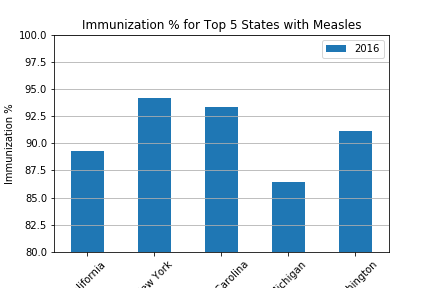 Immunization % for Top 5 States with Measles
2016
Immunization %
100.0
97.5
95.0
92.5
90.0
87.5
85.0
82.5
80.0
ifornia
ew York
Carolina
ichigan
hington